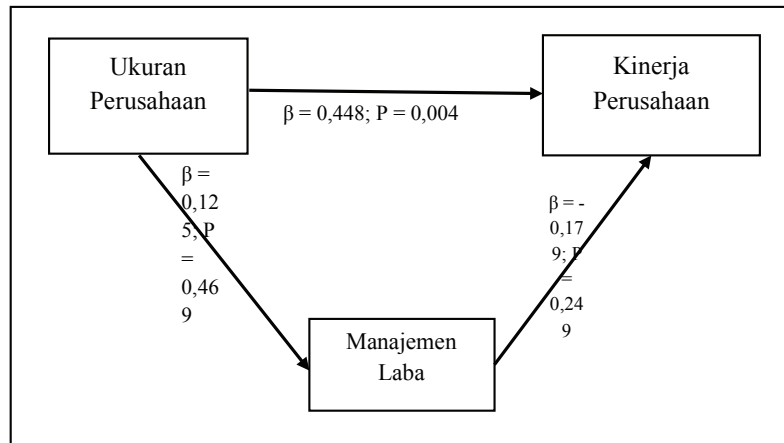 Ukuran
Perusahaan
Kinerja
Perusahaan
β = 0,448; P = 0,004
β =
0,12
5; P
=
0,46
9
β = -
0,17
9; P
=
0,24
9
Manajemen
Laba